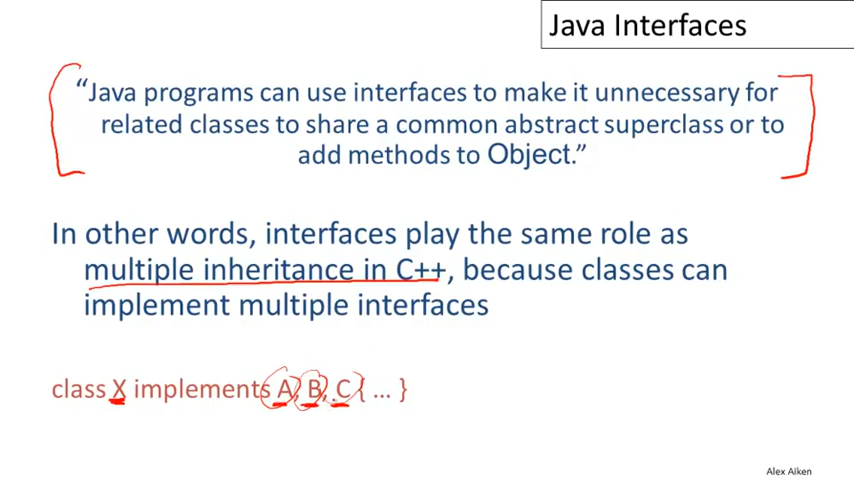 Java Interfaces
“Java programs can use interfaces to make it unnecessary for
related classes to share a common abstract superclass or to
add methods to Object.”
In other words, interfaces play the same role as
multiple inheritance in C++, because classes can
implement multiple interfaces
class X implements A, B, C { … }
Alex Aiken